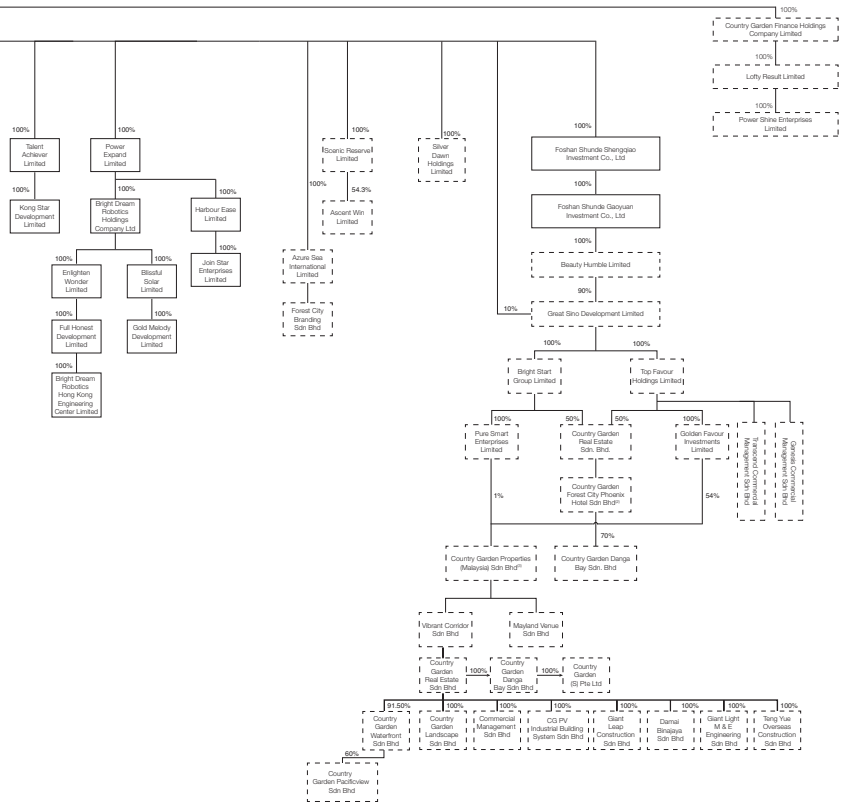 100%
Country Garden Finance Holdings
Company Limited
100%
Lofty Result Limited
100%
Power Shine Enterprises
Limited
100%
Talent
Achiever
Limited
100%
Kong Star
Development
Limited
100%
Power
Expand
Limited
100%
Bright Dream
Robotics
Holdings
Company Ltd
100%
Harbour Ease
Limited
100%
Join Star
Enterprises
Limited
100%
Enlighten
Wonder
Limited
100%
Blissful
Solar
Limited
100%
Full Honest
Development
Limited
100%
Gold Melody
Development
Limited
100%
Bright Dream
Robotics
Hong Kong
Engineering
Center Limited
100%
Azure Sea
International
Limited
100%
Forest City
Branding
Sdn Bhd
100%
Scenic Reserve
Limited
54.3%
Ascent Win
Limited
100%
Silver
Dawn
Holdings
Limited
100%
Foshan Shunde Shengqiao
Investment Co., Ltd
100%
Foshan Shunde Gaoyuan
Investment Co., Ltd
100%
Beauty Humble Limited
90%
10%
Great Sino Development Limited
100%
100%
Bright Start
Group Limited
Top Favour
Holdings Limited
100%
50%
50%
100%
Pure Smart
Enterprises
Limited
Country Garden
Real Estate
Sdn. Bhd.
Golden Favour
Investments
Limited
Transcend Commercial
Management Sdn Bhd
Genesis Commercial
Management Sdn Bhd
Country Garden
Forest City Phoenix
Hotel Sdn Bhd
1%
54%
70%
Country Garden Properties
(Malaysia) Sdn Bhd
Country Garden Danga
Bay Sdn. Bhd
Vibrant Corridor
Sdn Bhd
Mayland Venue
Sdn Bhd
Country
Garden
Real Estate
Sdn Bhd
100%
Country
Garden
Danga
Bay Sdn Bhd
100%
Country
Garden
(S) Pte Ltd
91.50%
100%
100%
100%
100%
100%
100%
100%
Country
Garden
Waterfront
Sdn Bhd
Country
Garden
Landscape
Sdn Bhd
Commercial
Management
Sdn Bhd
CG PV
Industrial Building
System Sdn Bhd
Giant
Leap
Construction
Sdn Bhd
Damai
Binajaya
Sdn Bhd
Giant Light
M & E
Engineering
Sdn Bhd
Teng Yue
Overseas
Construction
Sdn Bhd
60%
Country
Garden Pacificview
Sdn Bhd